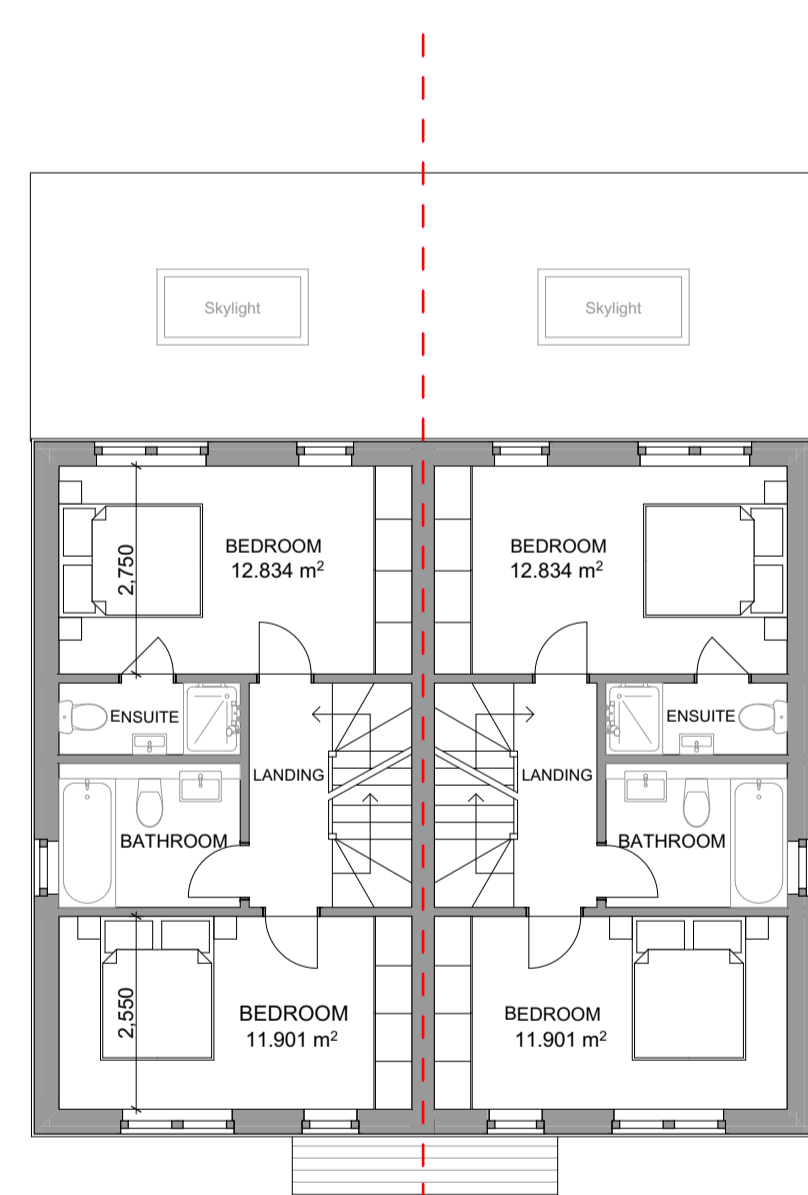 Skylight
Skylight
BEDROOM
12.834 m²
2,750
BEDROOM
12.834 m²
ENSUITE
ENSUITE
LANDING
LANDING
BATHROOM
BATHROOM
BEDROOM
11.901 m²
2,550
BEDROOM
11.901 m²